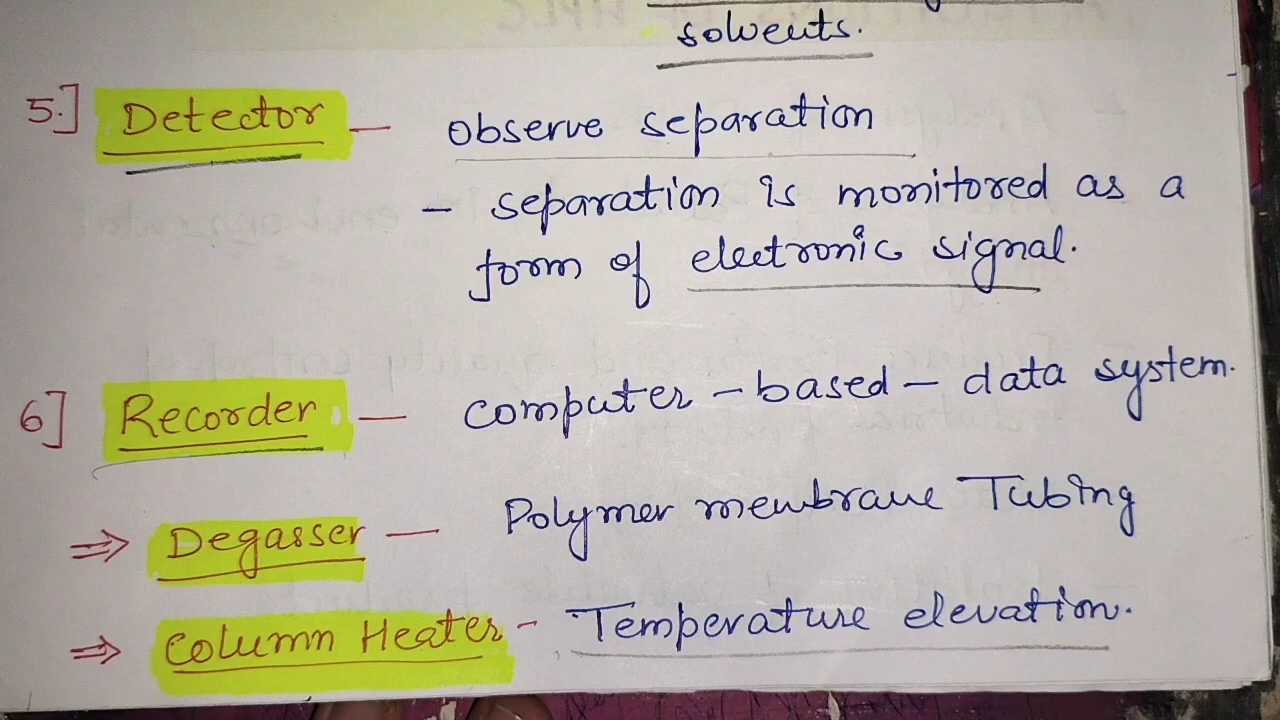 solvents.
5.] Detector — observe separation
- separation is monitored as a
form of electronic signal.
6] Recorder — computer - based - data system.
⇒ Degasser — Polymer membrane Tubing
⇒ Column Heater - Temperature elevation.